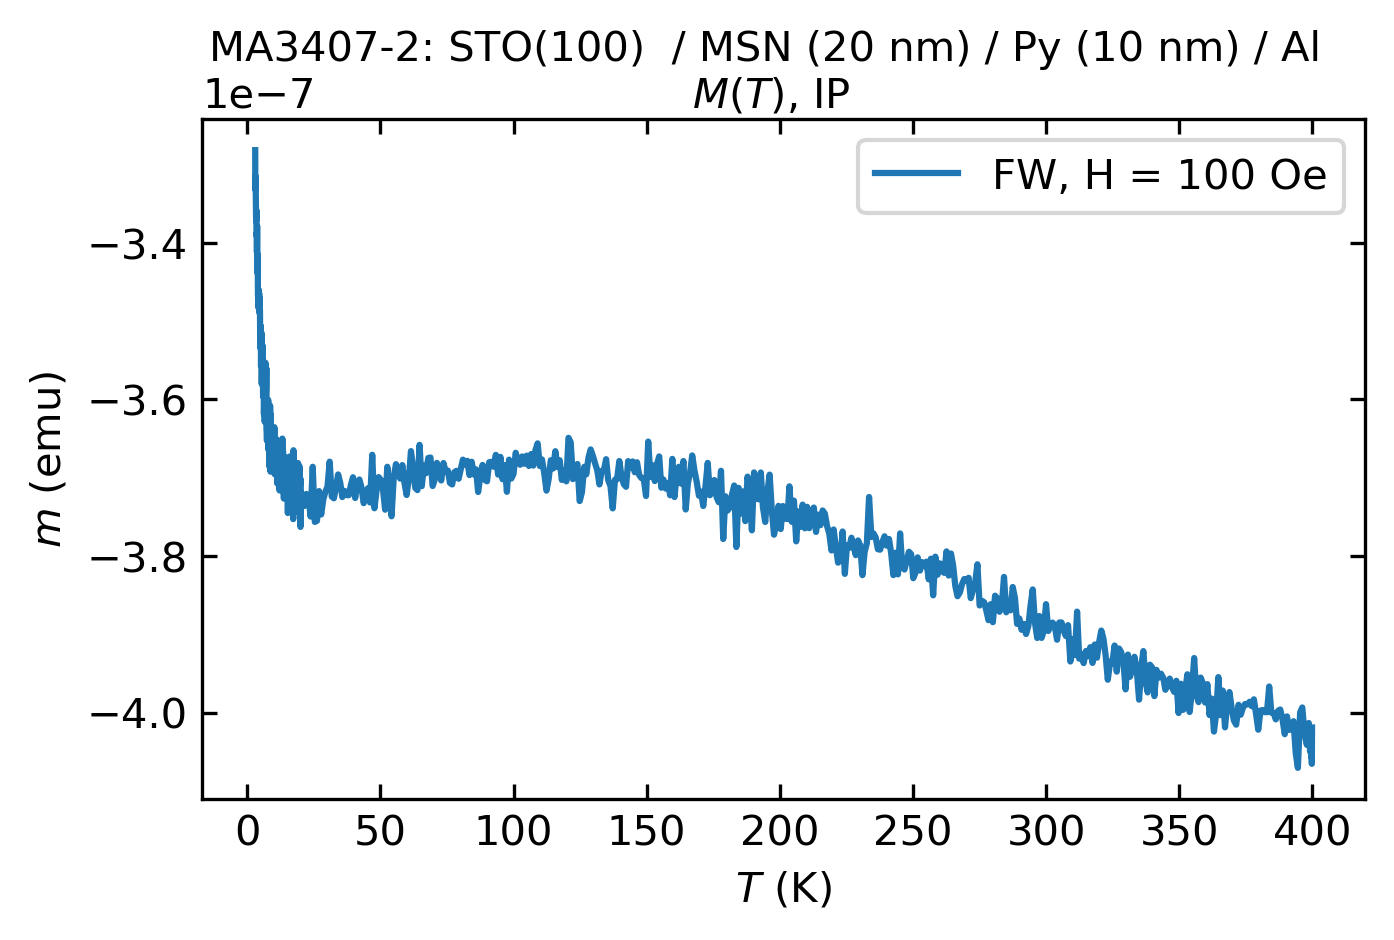 MA3407-2: STO(100) / MSN (20 nm) / Py (10 nm) / Al
M(T), IP
1e−7
FW, H = 100 Oe
−3.4
−3.6
−3.8
−4.0
m (emu)
0 50 100 150 200 250 300 350 400
T (K)